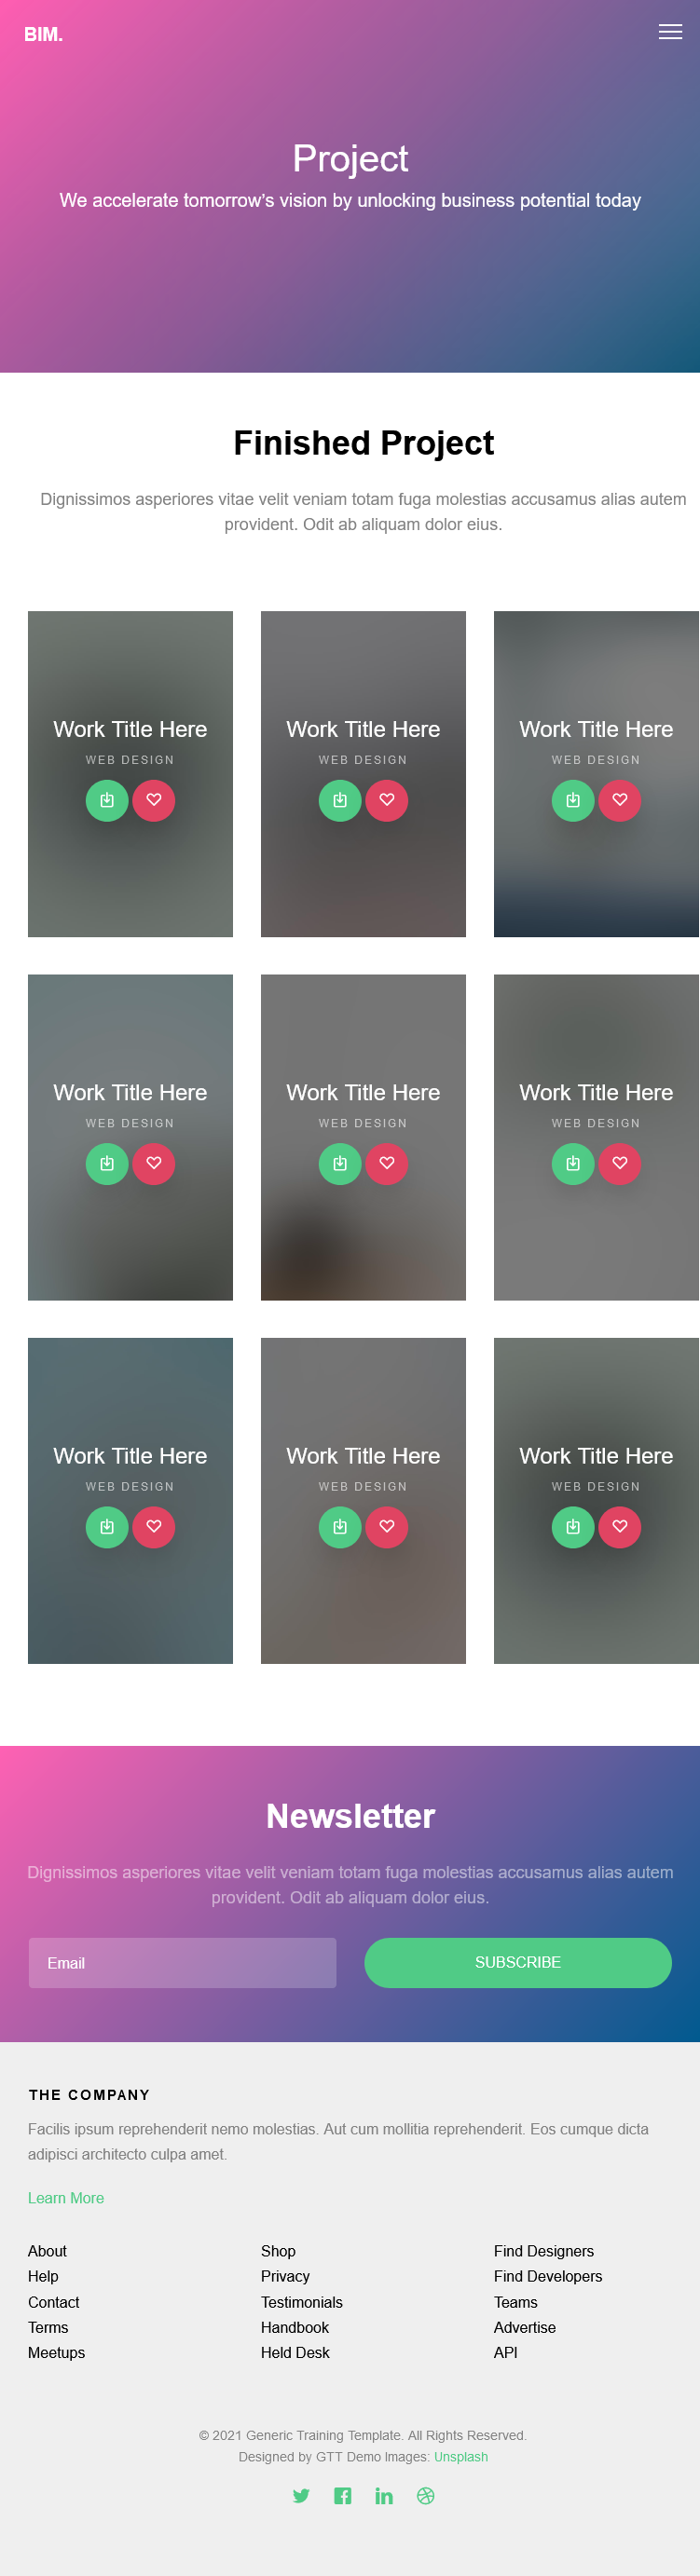 BIM.
Project
We accelerate tomorrow's vision by unlocking business potential today
Finished Project
Dignissimos asperiores vitae velit veniam totam fuga molestias accusamus alias autem
provident. Odit ab aliquam dolor eius.
Work Title Here
WEB DESIGN
Work Title Here
WEB DESIGN
Work Title Here
WEB DESIGN
Work Title Here
WEB DESIGN
Work Title Here
WEB DESIGN
Work Title Here
WEB DESIGN
Work Title Here
WEB DESIGN
Work Title Here
WEB DESIGN
Work Title Here
WEB DESIGN
Newsletter
Dignissimos asperiores vitae velit veniam totam fuga molestias accusamus alias autem
provident. Odit ab aliquam dolor eius.
Email
SUBSCRIBE
THE COMPANY
Facilis ipsum reprehenderit nemo molestias. Aut cum mollitia reprehenderit. Eos cumque dicta
adipisci architecto culpa amet.
Learn More
About
Help
Contact
Terms
Meetups
Shop
Privacy
Testimonials
Handbook
Held Desk
Find Designers
Find Developers
Teams
Advertise
API
© 2021 Generic Training Template. All Rights Reserved.
Designed by GTT Demo Images: Unsplash